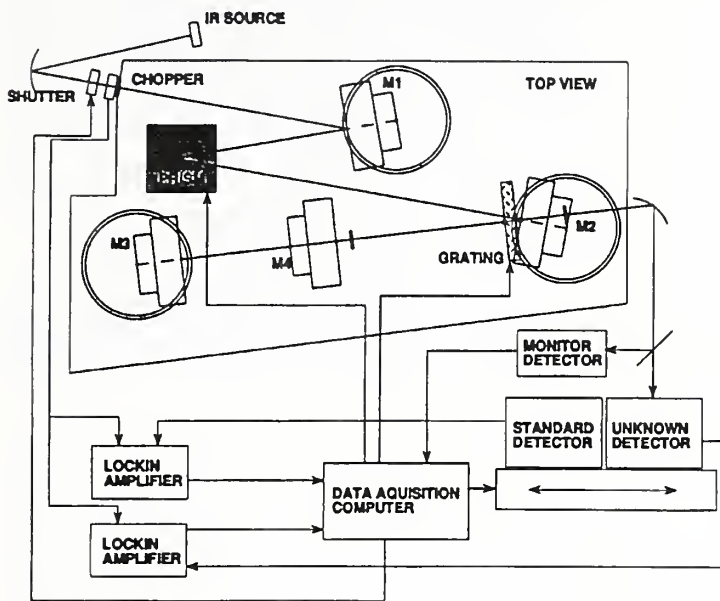 IR SOURCE
SHUTTER
CHOPPER
M1
TOP VIEW
M3
M4
GRATING
M2
MONITOR
DETECTOR
STANDARD
DETECTOR
UNKNOWN
DETECTOR
LOCKIN
AMPLIFIER
DATA AQUISITION
COMPUTER
LOCKIN
AMPLIFIER